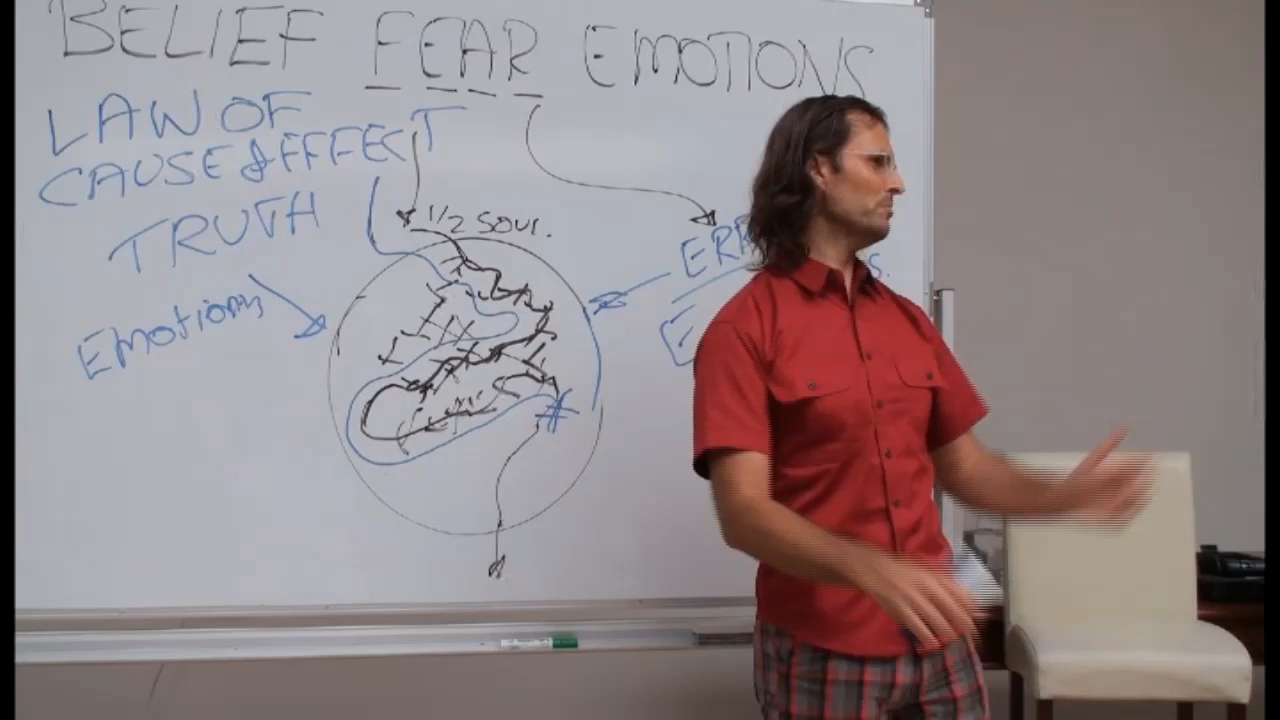 BELIEF FEAR EMOTIONS
LAW OF
CAUSE & EFFECT
TRUTH
1/2 SOUL
Emotions